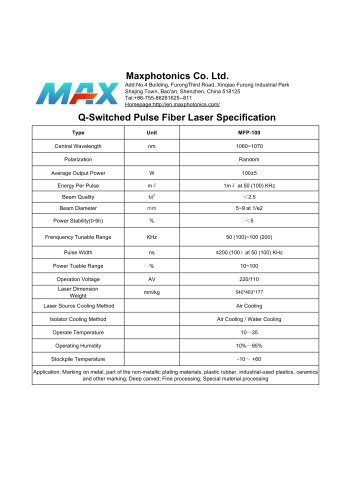 MAX
Maxphotonics Co. Ltd.
Add:No.4 Building, FurongThird Road, Xinqiao Furong Industrial Park
Shajing Town, Bao'an, Shenzhen, China 518125
Tel:+86-755-86261625--811
Homepage:http://en.maxphotonics.com/
Q-Switched Pulse Fiber Laser Specification
Type Unit MFP-100
Central Wavelength nm 1060~1070
Polarization Random
Average Output Power W 100±5
Energy Per Pulse mJ 1mJ at 50 (100) KHz
Beam Quality M² ＜2.5
Beam Diameter mm 5~9 at 1/e2
Power Stability(t>5h) % ＜5
Frenquency Tunable Range KHz 50 (100)~100 (200)
Pulse Width ns ≤200 (100）at 50 (100) KHz
Power Tuable Range % 10~100
Operation Voltage AV 220/110
Laser Dimension
Weight mm/kg 540*463*177
Laser Source Cooling Method Air Cooling
Isolator Cooling Method Air Cooling / Water Cooling
Operate Temperature 10～35
Operating Humidity 10%～95%
Stockpile Temperature -10～ +60
Application: Marking on metal, part of the non-metallic plating materials, plastic rubber, industrial-used plastics, ceramics
and other marking; Deep carved; Fine processing; Special material processing